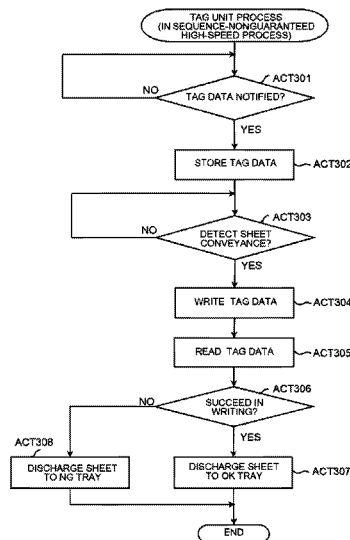 TAG UNIT PROCESS
(IN SEQUENCE-NONGUARANTEED
HIGH-SPEED PROCESS)
ACT301
NO
TAG DATA NOTIFIED?
YES
STORE TAG DATA
ACT302
ACT303
NO
DETECT SHEET
CONVEYANCE?
YES
WRITE TAG DATA
ACT304
READ TAG DATA
ACT305
ACT306
NO
SUCCEED IN
WRITING?
YES
ACT308
DISCHARGE SHEET
TO NG TRAY
DISCHARGE SHEET
TO OK TRAY
ACT307
END